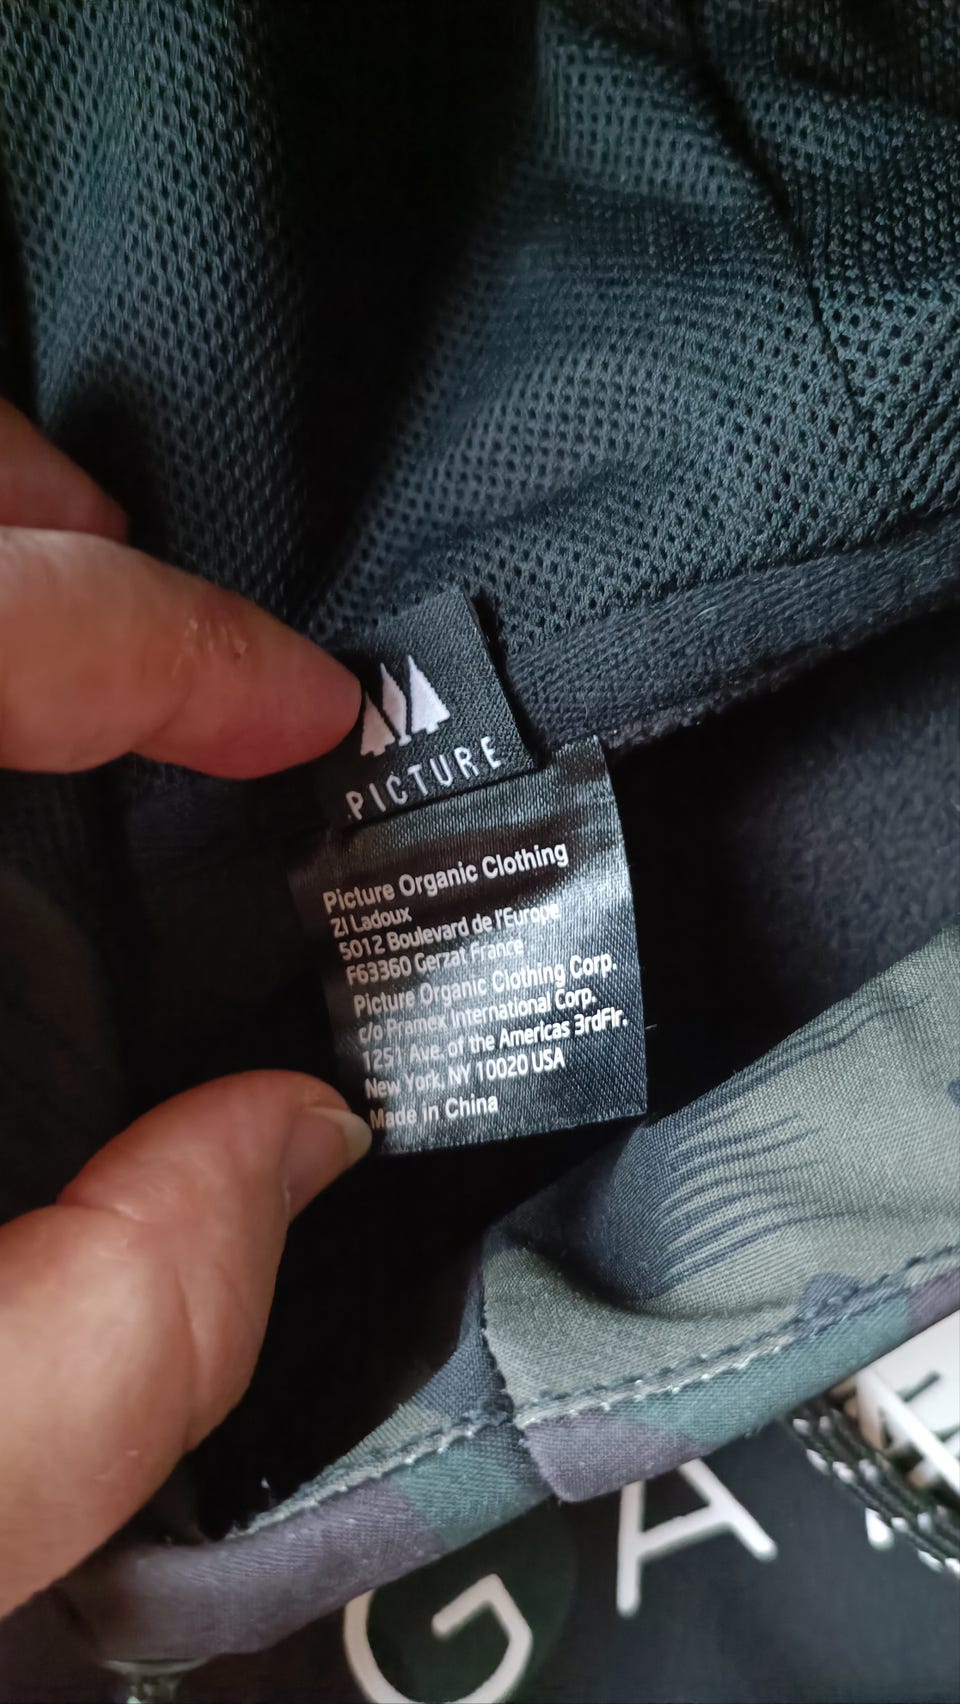 PICTURE
Picture Organic Clothing
ZI Ladoux
5012 Boulevard de l'Europe
F63360 Gerzat France
Picture Organic Clothing Corp.
c/o Pramex International Corp.
1251 Ave. of the Americas 3rdFlr.
New York, NY 10020 USA
Made in China
G A